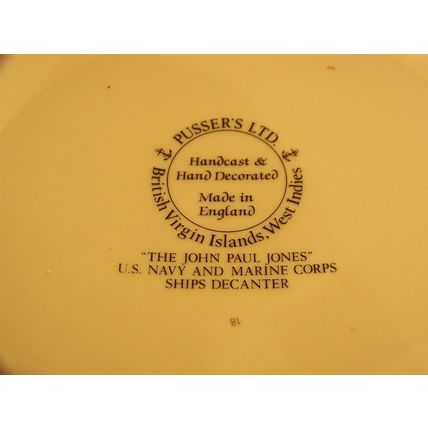 PUSSER'S LTD.
Handcast &
Hand Decorated
Made in
England
British Virgin Islands, West Indies
"THE JOHN PAUL JONES"
U.S. NAVY AND MARINE CORPS
SHIPS DECANTER
18